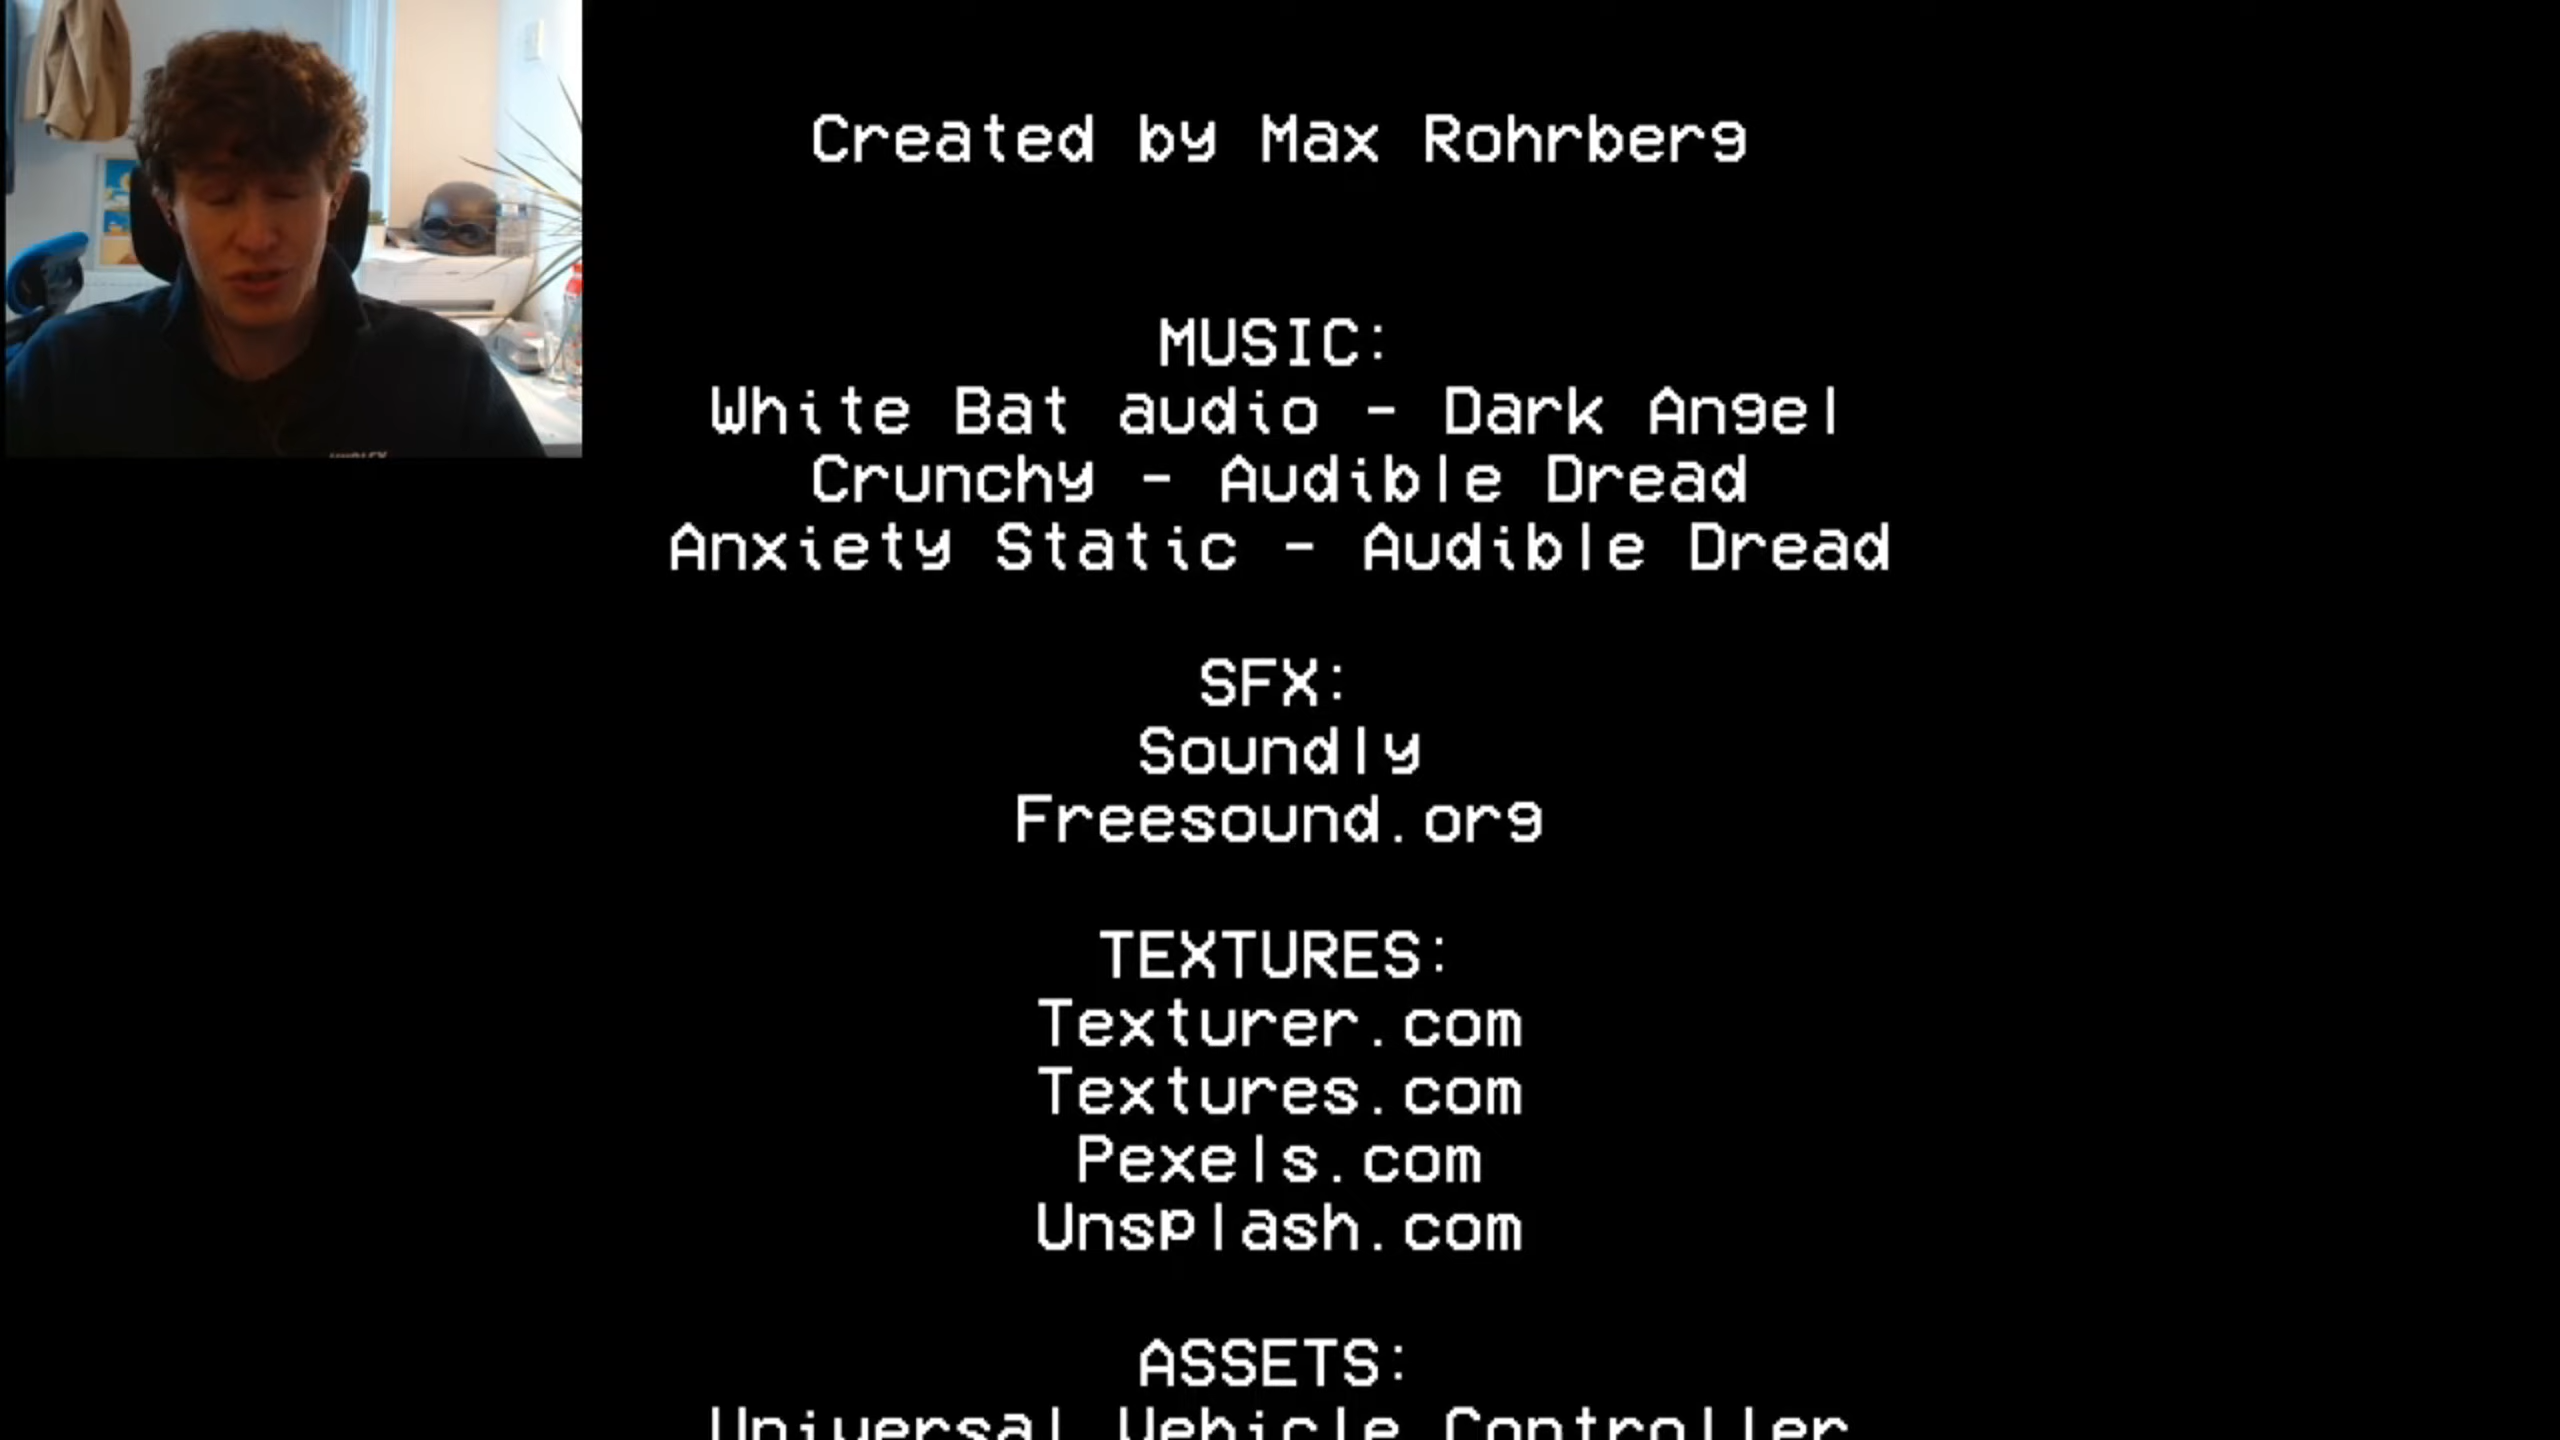 Created by Max Rohrberg
MUSIC:
White Bat audio - Dark Angel
Crunchy - Audible Dread
Anxiety Static - Audible Dread
SFX:
Soundly
Freesound.org
TEXTURES:
Texturer.com
Textures.com
Pexels.com
Unsplash.com
ASSETS:
Universal Vehicle Controller